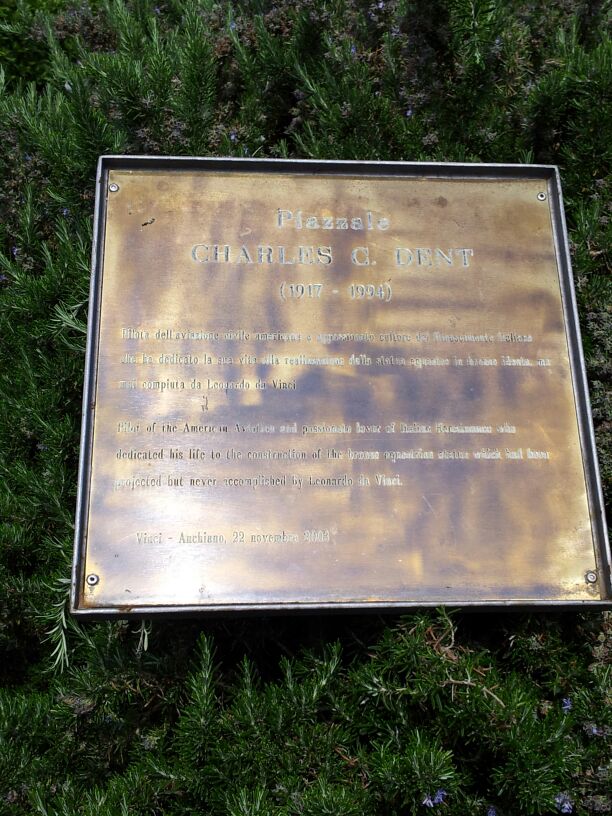 Piazzale
CHARLES C. DENT
(1917 - 1994)
Pilota dell'aviazione civile americana e appassionato cultore del Rinascimento Italiano
che ha dedicato la sua vita alla realizzazione della statua equestre in bronzo ideata, ma
mai compiuta da Leonardo da Vinci
Pilot of the American Aviation and passionate lover of Italian Renaissance who
dedicated his life to the construction of the bronze equestrian statue which had been
projected but never accomplished by Leonardo da Vinci.
Vinci - Anchiano, 22 novembre